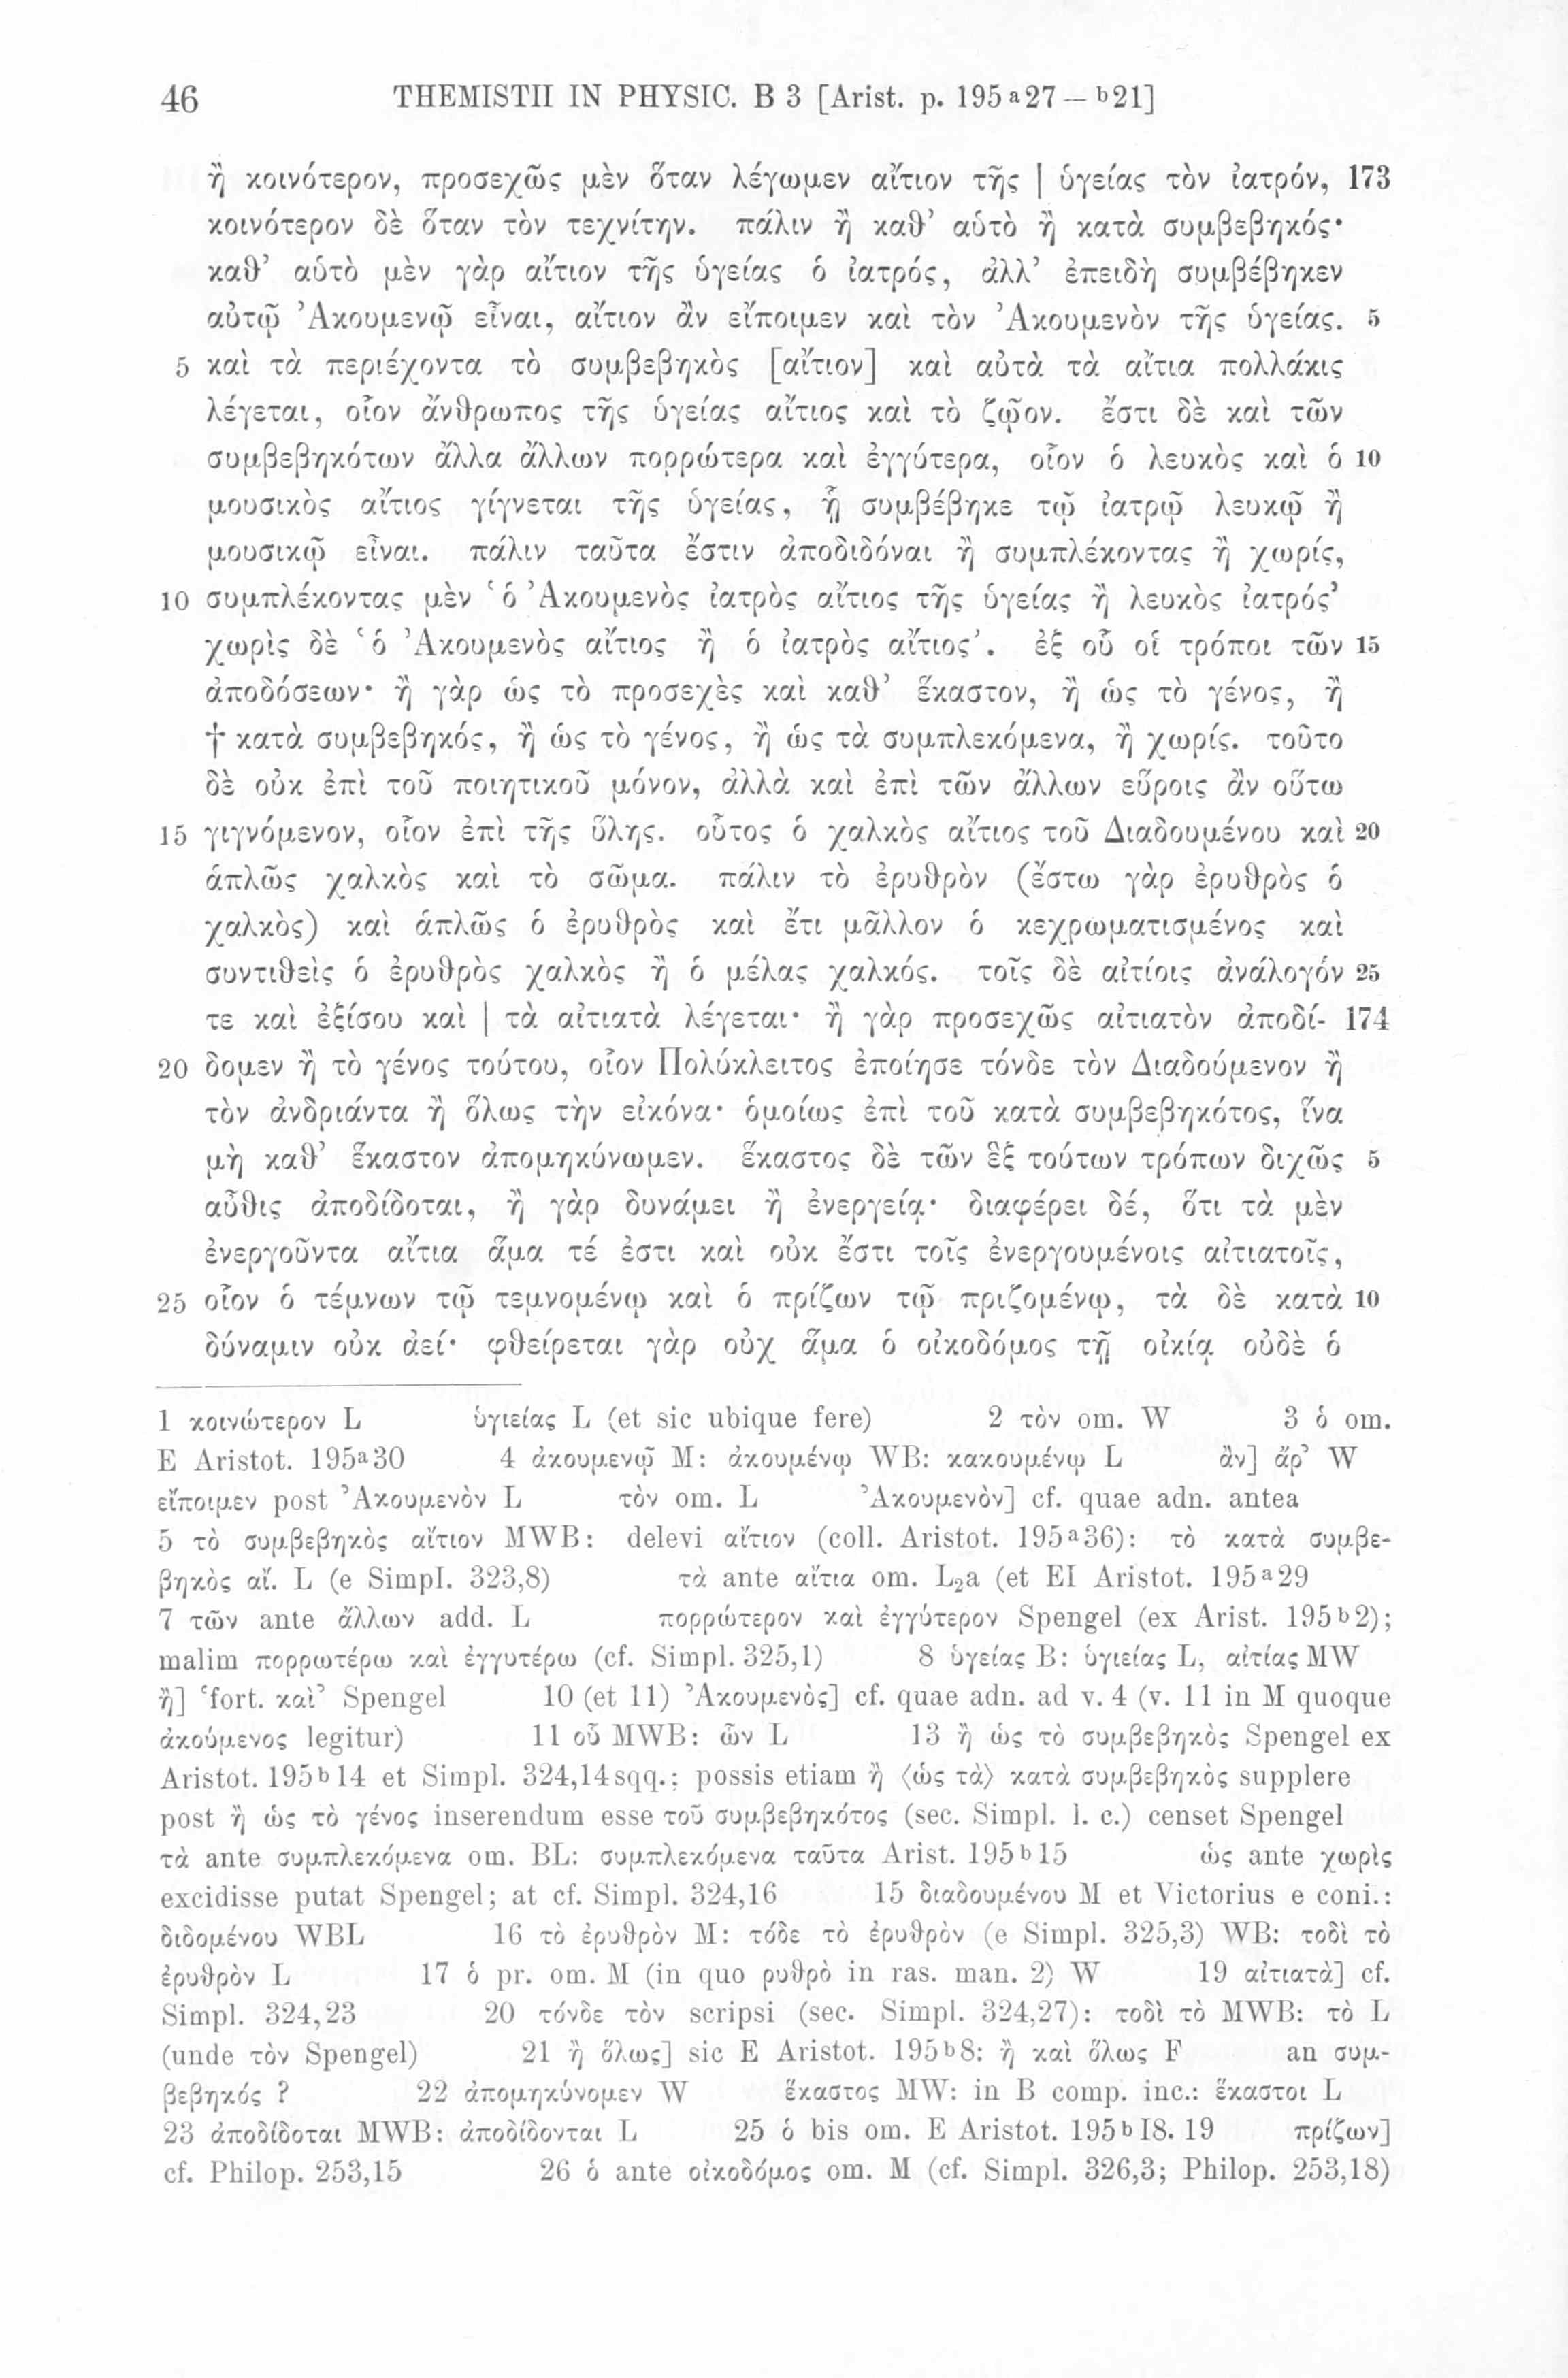 46 THEMISTII IN PHYSIC. B 3 [Arist. p. 195a27 — b21]
ἢ κοινότερον, προσεχῶς μὲν ὅταν λέγωμεν αἴτιον τῆς | ὑγείας τὸν ἰατρόν, 173
κοινότερον δὲ ὅταν τὸν τεχνίτην. πάλιν ἢ καθ’ αὑτὸ ἢ κατὰ συμβεβηκός·
καθ’ αὑτὸ μὲν γὰρ αἴτιον τῆς ὑγείας ὁ ἰατρός, ἀλλ’ ἐπειδὴ συμβέβηκεν
αὐτῷ Ἀκουμενῷ εἶναι, αἴτιον ἂν εἴποιμεν καὶ τὸν Ἀκουμενὸν τῆς ὑγείας. 5
5 καὶ τὰ περιέχοντα τὸ συμβεβηκὸς [αἴτιον] καὶ αὐτὰ τὰ αἴτια πολλάκις
λέγεται, οἷον ἄνθρωπος τῆς ὑγείας αἴτιος καὶ τὸ ζῷον. ἔστι δὲ καὶ τῶν
συμβεβηκότων ἄλλα ἄλλων πορρώτερα καὶ ἐγγύτερα, οἷον ὁ λευκὸς καὶ ὁ 10
μουσικὸς αἴτιος γίγνεται τῆς ὑγείας, ᾗ συμβέβηκε τῷ ἰατρῷ λευκῷ ἢ
μουσικῷ εἶναι. πάλιν ταῦτα ἔστιν ἀποδιδόναι ἢ συμπλέκοντας ἢ χωρίς,
10 συμπλέκοντας μὲν ‘ὁ Ἀκουμενὸς ἰατρὸς αἴτιος τῆς ὑγείας ἢ λευκὸς ἰατρός’
χωρὶς δὲ ‘ὁ Ἀκουμενὸς αἴτιος ἢ ὁ ἰατρὸς αἴτιος’. ἐξ οὗ οἱ τρόποι τῶν 15
ἀποδόσεων· ἢ γὰρ ὡς τὸ προσεχὲς καὶ καθ’ ἕκαστον, ἢ ὡς τὸ γένος, ἢ
† κατὰ συμβεβηκός, ἢ ὡς τὸ γένος, ἢ ὡς τὰ συμπλεκόμενα, ἢ χωρίς. τοῦτο
δὲ οὐκ ἐπὶ τοῦ ποιητικοῦ μόνον, ἀλλὰ καὶ ἐπὶ τῶν ἄλλων εὕροις ἂν οὕτω
15 γιγνόμενον, οἷον ἐπὶ τῆς ὕλης. οὗτος ὁ χαλκὸς αἴτιος τοῦ Διαδουμένου καὶ 20
ἁπλῶς χαλκὸς καὶ τὸ σῶμα. πάλιν τὸ ἐρυθρὸν (ἔστω γὰρ ἐρυθρὸς ὁ
χαλκὸς) καὶ ἁπλῶς ὁ ἐρυθρὸς καὶ ἔτι μᾶλλον ὁ κεχρωματισμένος καὶ
συντιθεὶς ὁ ἐρυθρὸς χαλκὸς ἢ ὁ μέλας χαλκός. τοῖς δὲ αἰτίοις ἀνάλογόν 25
τε καὶ ἐξίσου καὶ | τὰ αἰτιατὰ λέγεται· ἢ γὰρ προσεχῶς αἰτιατὸν ἀποδί- 174
20 δομεν ἢ τὸ γένος τούτου, οἷον Πολύκλειτος ἐποίησε τόνδε τὸν Διαδούμενον ἢ
τὸν ἀνδριάντα ἢ ὅλως τὴν εἰκόνα· ὁμοίως ἐπὶ τοῦ κατὰ συμβεβηκότος, ἵνα
μὴ καθ’ ἕκαστον ἀπομηκύνωμεν. ἕκαστος δὲ τῶν ἓξ τούτων τρόπων διχῶς 5
αὖθις ἀποδίδοται, ἢ γὰρ δυνάμει ἢ ἐνεργείᾳ· διαφέρει δέ, ὅτι τὰ μὲν
ἐνεργοῦντα αἴτια ἅμα τέ ἐστι καὶ οὐκ ἔστι τοῖς ἐνεργουμένοις αἰτιατοῖς,
25 οἷον ὁ τέμνων τῷ τεμνομένῳ καὶ ὁ πρίζων τῷ πριζομένῳ, τὰ δὲ κατὰ 10
δύναμιν οὐκ ἀεί· φθείρεται γὰρ οὐχ ἅμα ὁ οἰκοδόμος τῇ οἰκίᾳ οὐδὲ ὁ
1 κοινώτερον L ὑγιείας L (et sic ubique fere) 2 τὸν om. W 3 ὁ om.
E Aristot. 195a30 4 ἀκουμενῷ M: ἀκουμένῳ WB: κακουμένῳ L ἂν] ἄρ’ W
εἴποιμεν post Ἀκουμενὸν L τὸν om. L Ἀκουμενὸν] cf. quae adn. antea
5 τὸ συμβεβηκὸς αἴτιον MWB: delevi αἴτιον (coll. Aristot. 195a36): τὸ κατὰ συμβε-
βηκὸς αἴ. L (e Simpl. 323,8) τὰ ante αἴτια om. L2a (et EI Aristot. 195a29
7 τῶν ante ἄλλων add. L πορρώτερον καὶ ἐγγύτερον Spengel (ex Arist. 195b2);
malim πορρωτέρω καὶ ἐγγυτέρω (cf. Simpl. 325,1) 8 ὑγείας B: ὑγιείας L, αἰτίας MW
ἢ] ‘fort. καὶ’ Spengel 10 (et 11) Ἀκουμενὸς] cf. quae adn. ad v. 4 (v. 11 in M quoque
ἀκούμενος legitur) 11 οὗ MWB: ὧν L 13 ἢ ὡς τὸ συμβεβηκὸς Spengel ex
Aristot. 195b14 et Simpl. 324,14sqq.; possis etiam ἢ ⟨ὡς τὰ⟩ κατὰ συμβεβηκὸς supplere
post ἢ ὡς τὸ γένος inserendum esse τοῦ συμβεβηκότος (sec. Simpl. l. c.) censet Spengel
τὰ ante συμπλεκόμενα om. BL: συμπλεκόμενα ταῦτα Arist. 195b15 ὡς ante χωρὶς
excidisse putat Spengel; at cf. Simpl. 324,16 15 διαδουμένου M et Victorius e coni.:
διδομένου WBL 16 τὸ ἐρυθρὸν M: τόδε τὸ ἐρυθρὸν (e Simpl. 325,3) WB: τοδὶ τὸ
ἐρυθρὸν L 17 ὁ pr. om. M (in quo ρυθρὸ in ras. man. 2) W 19 αἰτιατὰ] cf.
Simpl. 324,23 20 τόνδε τὸν scripsi (sec. Simpl. 324,27): τοδὶ τὸ MWB: τὸ L
(unde τὸν Spengel) 21 ἢ ὅλως] sic E Aristot. 195b8: ἢ καὶ ὅλως F an συμ-
βεβηκός ? 22 ἀπομηκύνομεν W ἕκαστος MW: in B comp. inc.: ἕκαστοι L
23 ἀποδίδοται MWB: ἀποδίδονται L 25 ὁ bis om. E Aristot. 195b18. 19 πρίζων]
cf. Philop. 253,15 26 ὁ ante οἰκοδόμος om. M (cf. Simpl. 326,3; Philop. 253,18)